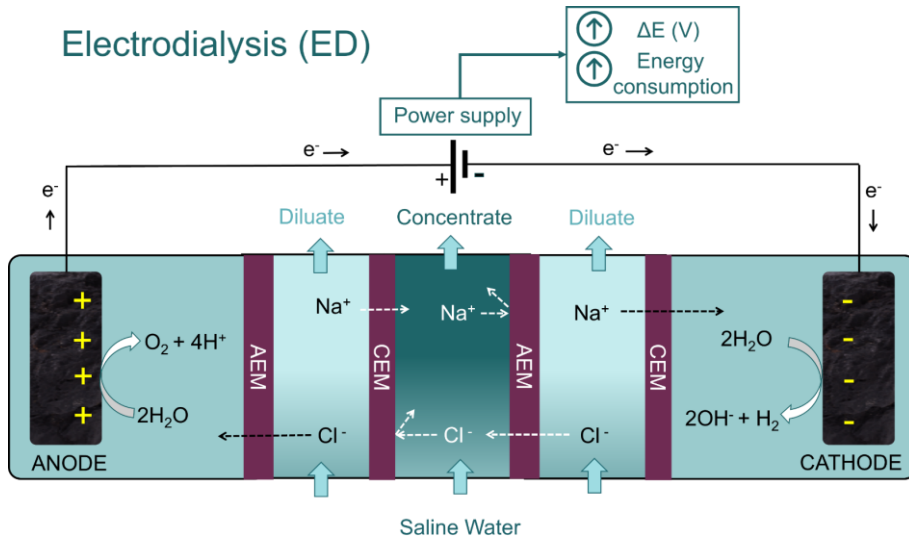 Electrodialysis (ED)
ΔE (V)
Energy
consumption
Power supply
e⁻
e⁻
+
-
e⁻
e⁻
Diluate
Concentrate
Diluate
+
+
+
+
O₂ + 4H⁺
2H₂O
ANODE
AEM
Na⁺
Cl⁻
CEM
Na⁺
Cl⁻
AEM
Na⁺
Cl⁻
CEM
2H₂O
2OH⁻ + H₂
-
-
-
-
CATHODE
Saline Water